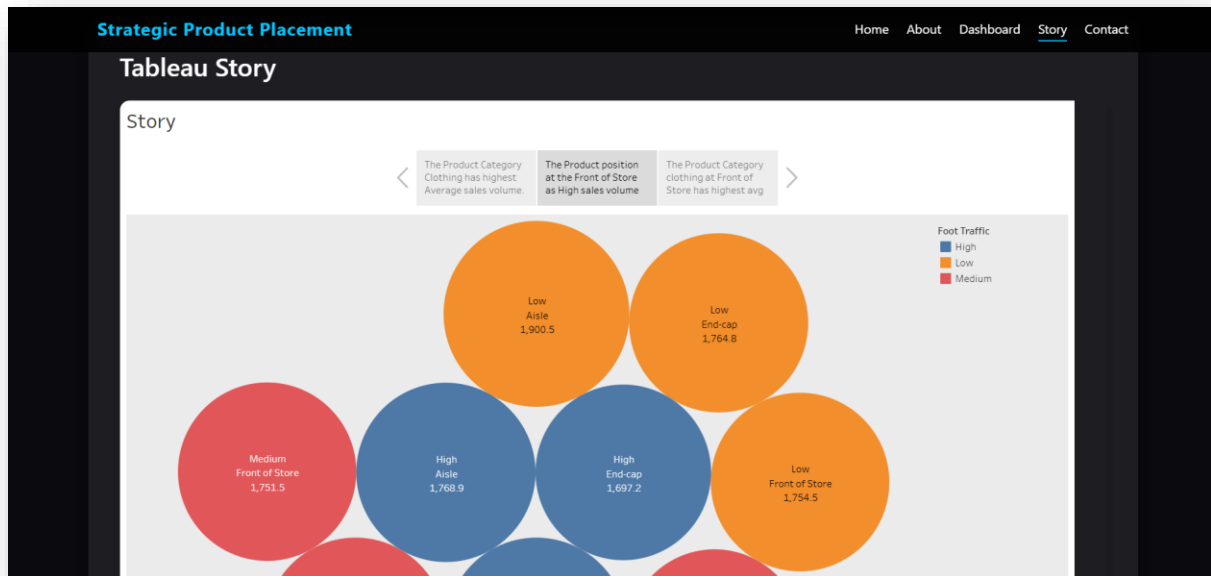 Strategic Product Placement
Home About Dashboard Story Contact
Tableau Story
Story
The Product Category
Clothing has highest
Average sales volume.
The Product position
at the Front of Store
as High sales volume
The Product Category
clothing at Front of
Store has highest avg
Foot Traffic
High
Low
Medium
Low
Aisle
1,900.5
Low
End-cap
1,764.8
Medium
Front of Store
1,751.5
High
Aisle
1,768.9
High
End-cap
1,697.2
Low
Front of Store
1,754.5